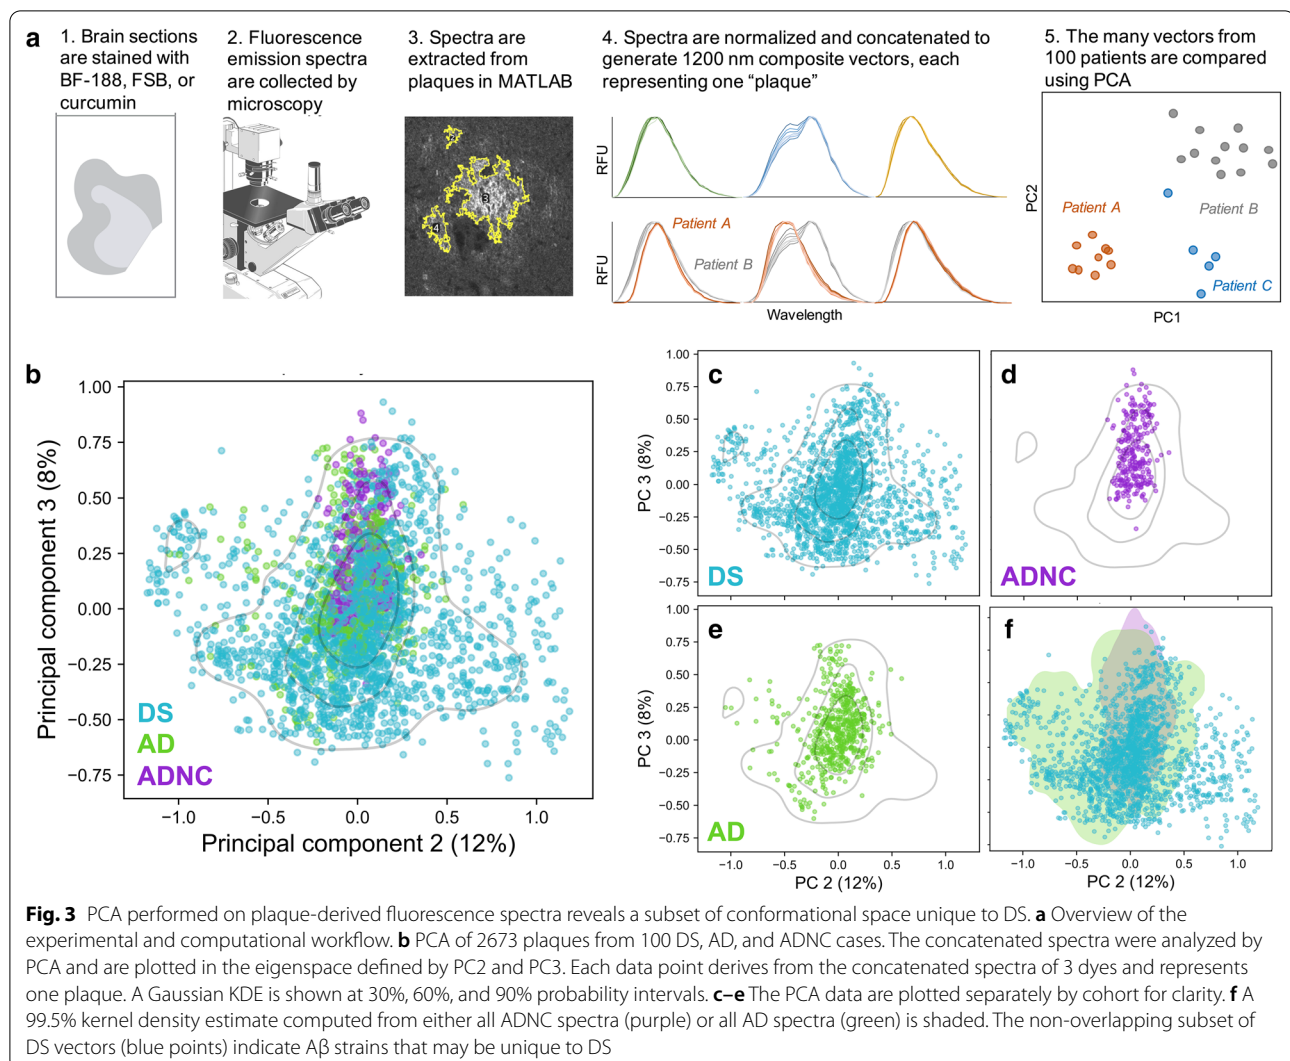 a
1. Brain sections
are stained with
BF-188, FSB, or
curcumin
2. Fluorescence
emission spectra
are collected by
microscopy
3. Spectra are
extracted from
plaques in MATLAB
3
4
4. Spectra are normalized and concatenated to
generate 1200 nm composite vectors, each
representing one “plaque”
RFU
RFU
Patient A
Patient B
Wavelength
5. The many vectors from
100 patients are compared
using PCA
PC2
Patient A
Patient B
Patient C
PC1
b
Principal component 3 (8%)
1.00
0.75
0.50
0.25
0.00
−0.25
−0.50
−0.75
DS
AD
ADNC
−1.0 −0.5 0.0 0.5 1.0
Principal component 2 (12%)
c
PC 3 (8%)
1.00
0.75
0.50
0.25
0.00
−0.25
−0.50
−0.75
DS
d
ADNC
e
PC 3 (8%)
1.00
0.75
0.50
0.25
0.00
−0.25
−0.50
−0.75
AD
−1.0 −0.5 0.0 0.5 1.0
PC 2 (12%)
f
−1.0 −0.5 0.0 0.5 1.0
PC 2 (12%)
Fig. 3 PCA performed on plaque-derived fluorescence spectra reveals a subset of conformational space unique to DS. a Overview of the
experimental and computational workflow. b PCA of 2673 plaques from 100 DS, AD, and ADNC cases. The concatenated spectra were analyzed by
PCA and are plotted in the eigenspace defined by PC2 and PC3. Each data point derives from the concatenated spectra of 3 dyes and represents
one plaque. A Gaussian KDE is shown at 30%, 60%, and 90% probability intervals. c–e The PCA data are plotted separately by cohort for clarity. f A
99.5% kernel density estimate computed from either all ADNC spectra (purple) or all AD spectra (green) is shaded. The non-overlapping subset of
DS vectors (blue points) indicate Aβ strains that may be unique to DS